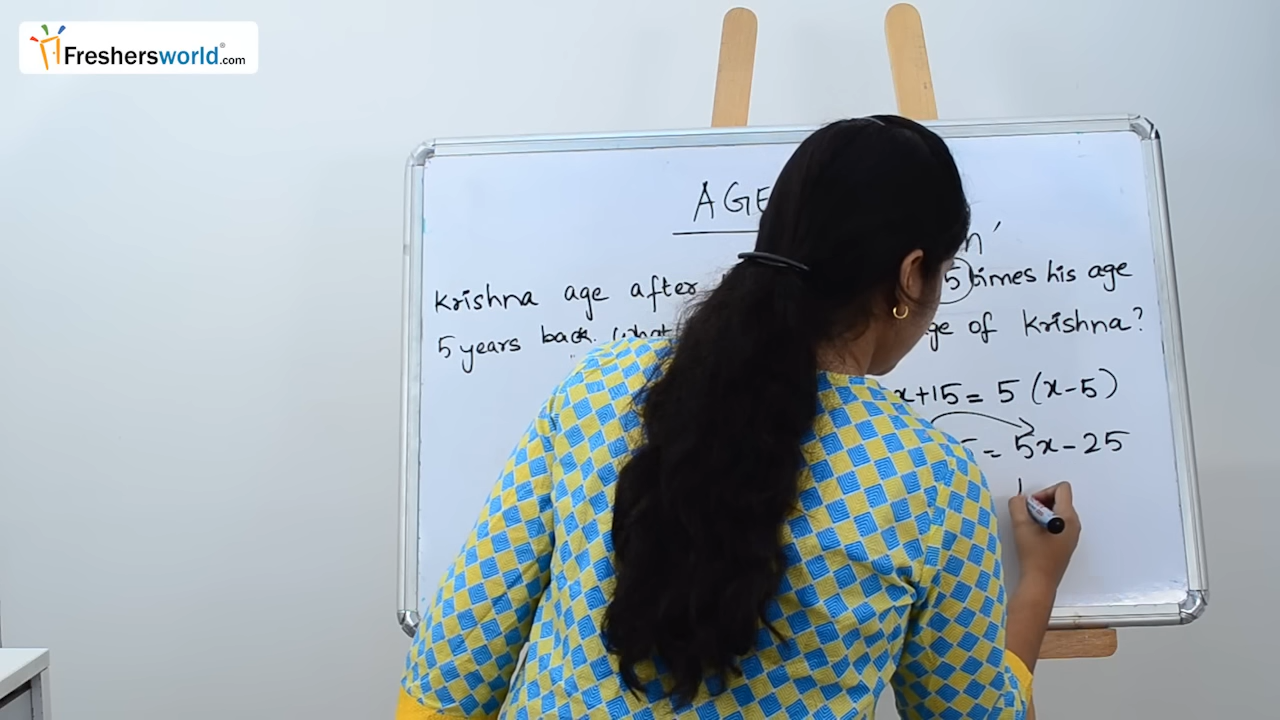 Freshersworld.com
AGE
Krishna age after 5 times his age
5 years back. What of Krishna?
x+15 = 5 (x-5)
= 5x - 25